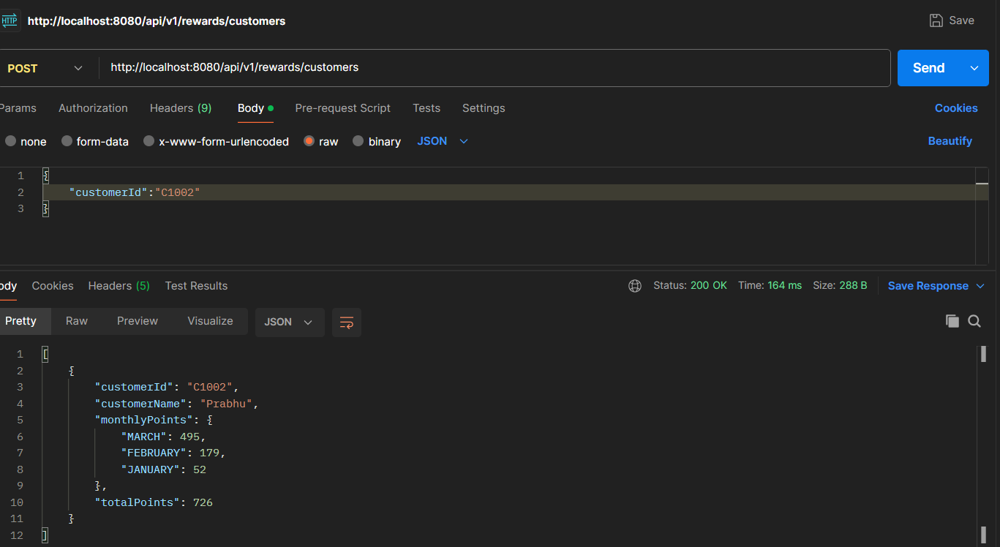 HTTP http://localhost:8080/api/v1/rewards/customers Save
POST http://localhost:8080/api/v1/rewards/customers Send
Params Authorization Headers (9) Body Pre-request Script Tests Settings Cookies
none form-data x-www-form-urlencoded raw binary JSON Beautify
1 {
2 "customerId":"C1002"
3 }
ody Cookies Headers (5) Test Results Status: 200 OK Time: 164 ms Size: 288 B Save Response
Pretty Raw Preview Visualize JSON
1 [
2 {
3 "customerId": "C1002",
4 "customerName": "Prabhu",
5 "monthlyPoints": {
6 "MARCH": 495,
7 "FEBRUARY": 179,
8 "JANUARY": 52
9 },
10 "totalPoints": 726
11 }
12 ]